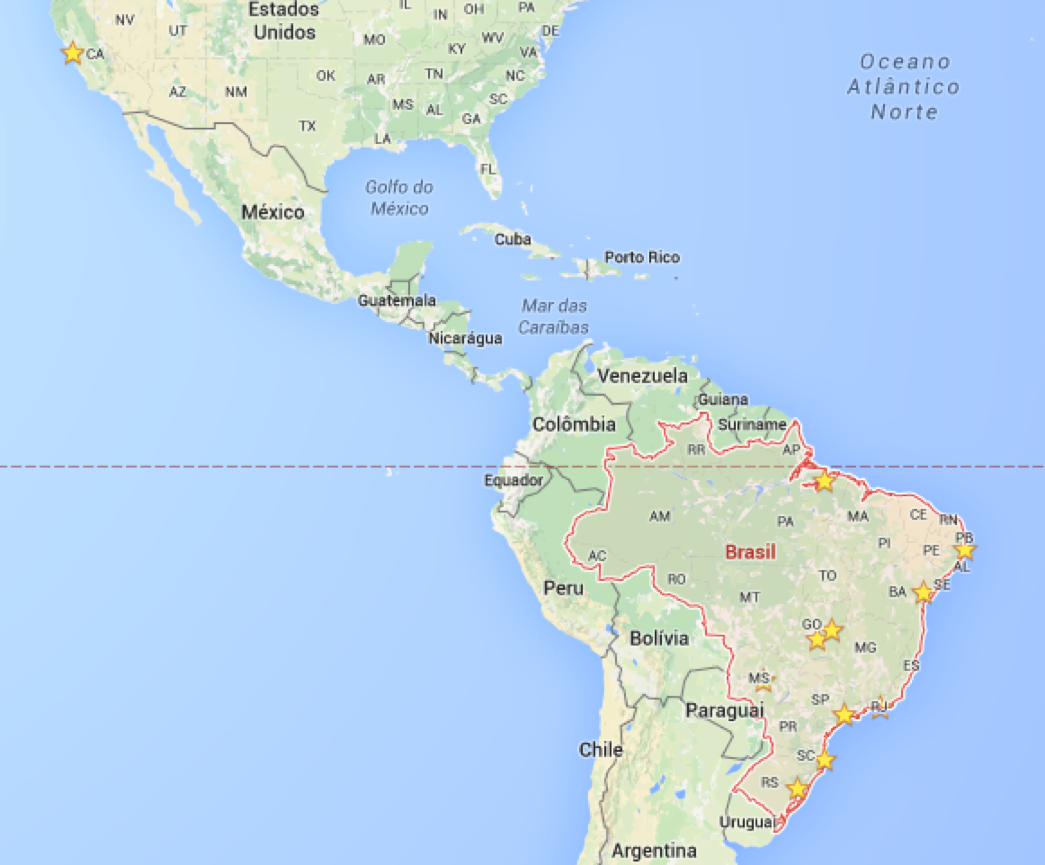 Estados
Unidos
IL
IN
OH
PA
NV
UT
MO
KY
WV
DE
VA
CA
OK
AR
TN
NC
AZ
NM
MS
AL
SC
GA
TX
LA
FL
Oceano
Atlântico
Norte
Golfo do
México
México
Cuba
Porto Rico
Guatemala
Mar das
Caraíbas
Nicarágua
Venezuela
Guiana
Colômbia
Suriname
RR
AP
Equador
AM
PA
MA
CE
RN
PB
PI
PE
AL
Brasil
AC
RO
TO
SE
BA
MT
Peru
GO
Bolívia
MG
ES
MS
SP
RJ
Paraguai
PR
Chile
SC
RS
Uruguai
Argentina